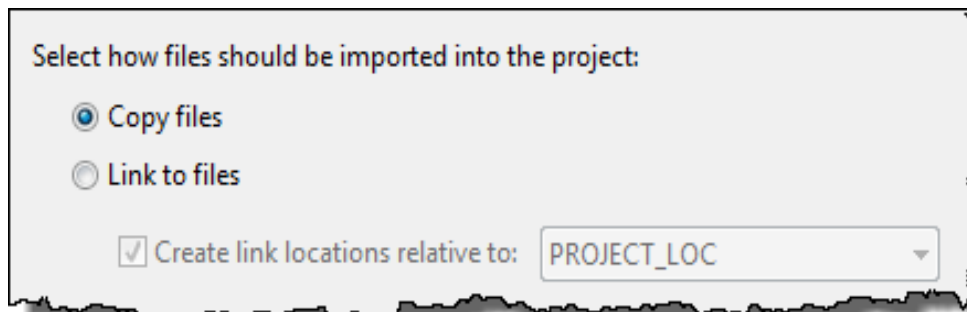 Select how files should be imported into the project:
Copy files
Link to files
Create link locations relative to: PROJECT_LOC